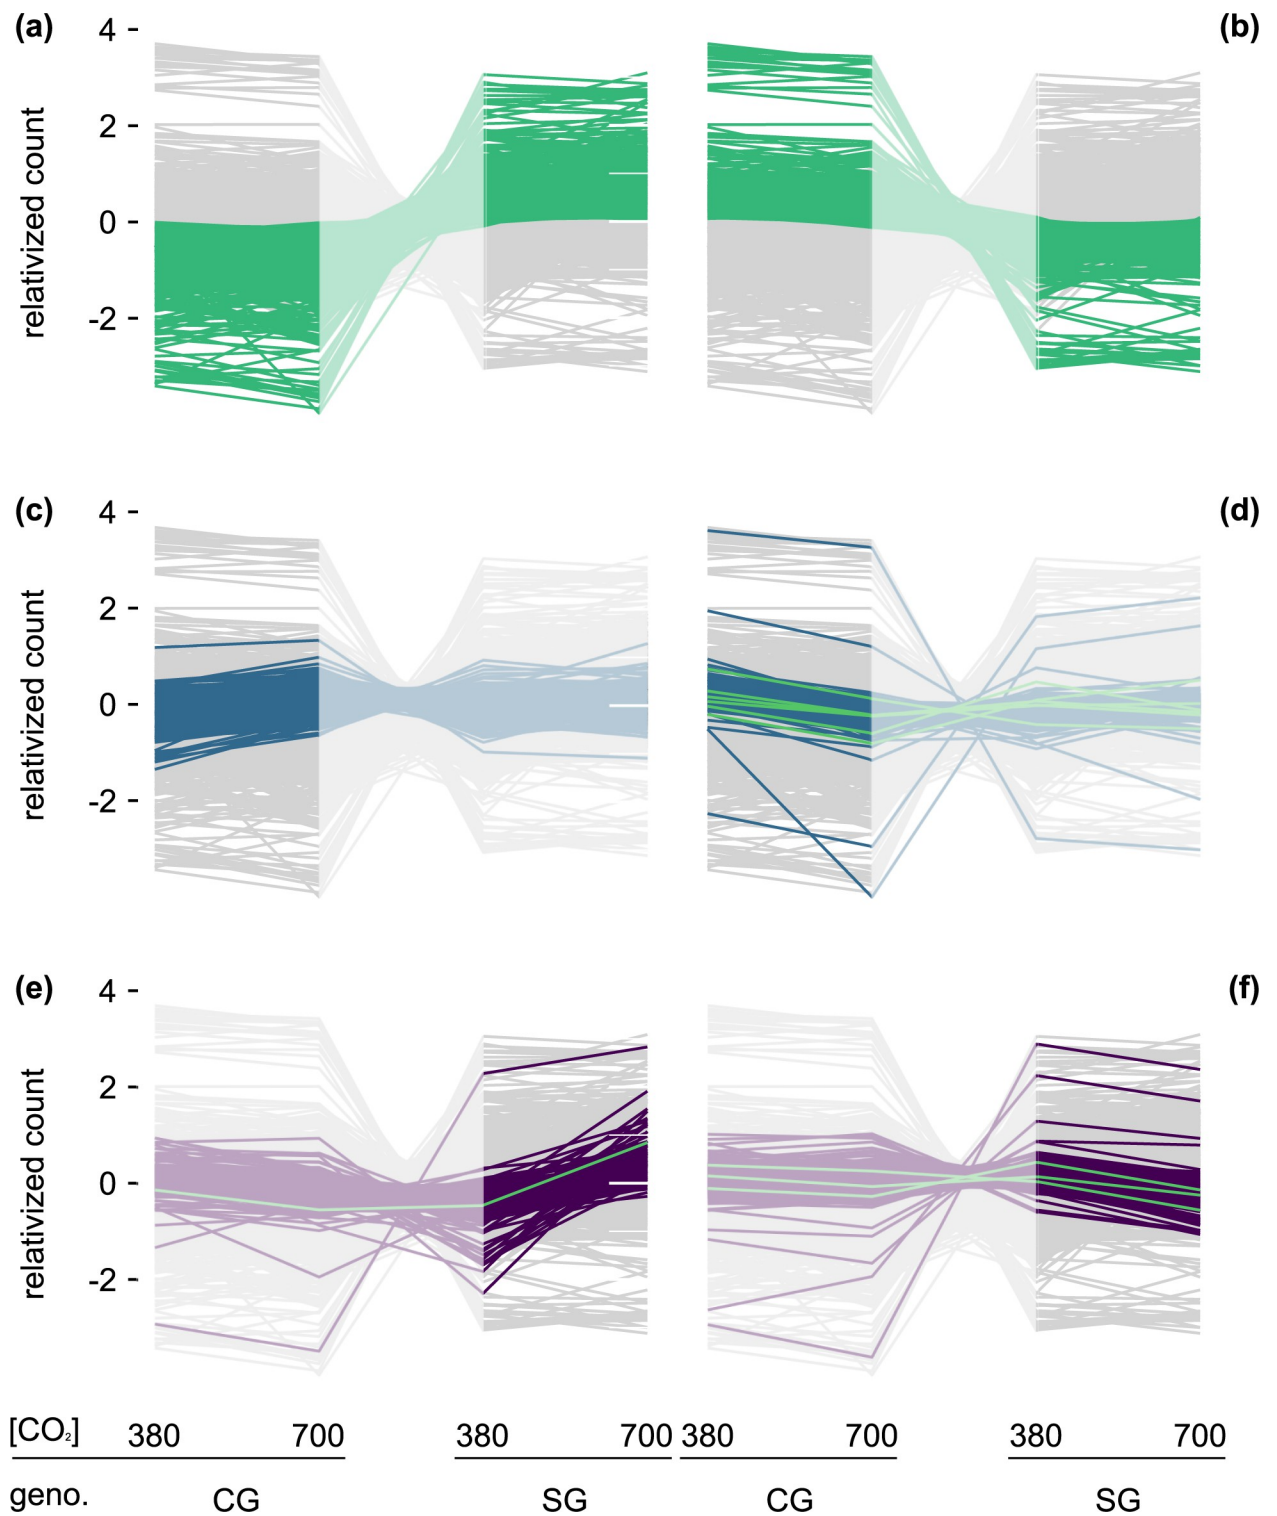 (a) (b)
4
2
0
-2
relativized count
(c) (d)
4
2
0
-2
relativized count
(e) (f)
4
2
0
-2
relativized count
[CO₂] 380 700 380 700 380 700 380 700
geno. CG SG CG SG